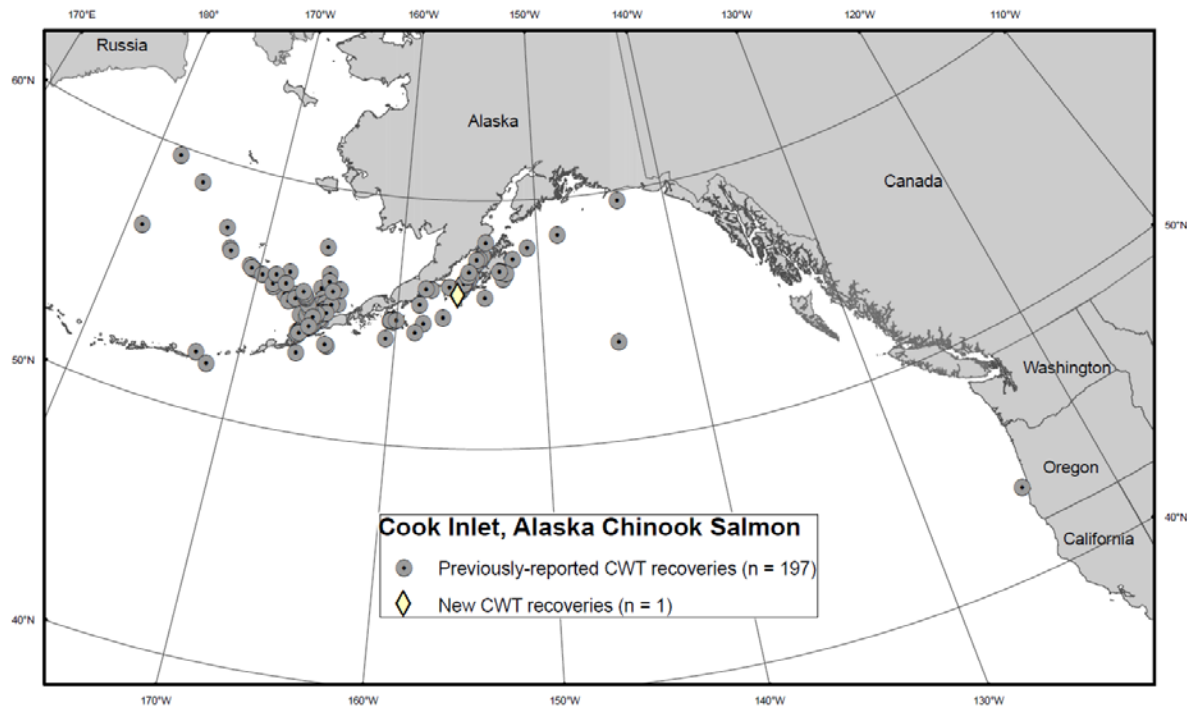 170°E 180° 170°W 160°W 150°W 140°W 130°W 120°W 110°W
Russia
60°N
Alaska
Canada
50°N
50°N
Washington
Oregon
40°N
California
Cook Inlet, Alaska Chinook Salmon
Previously-reported CWT recoveries (n = 197)
New CWT recoveries (n = 1)
40°N
170°W 160°W 150°W 140°W 130°W